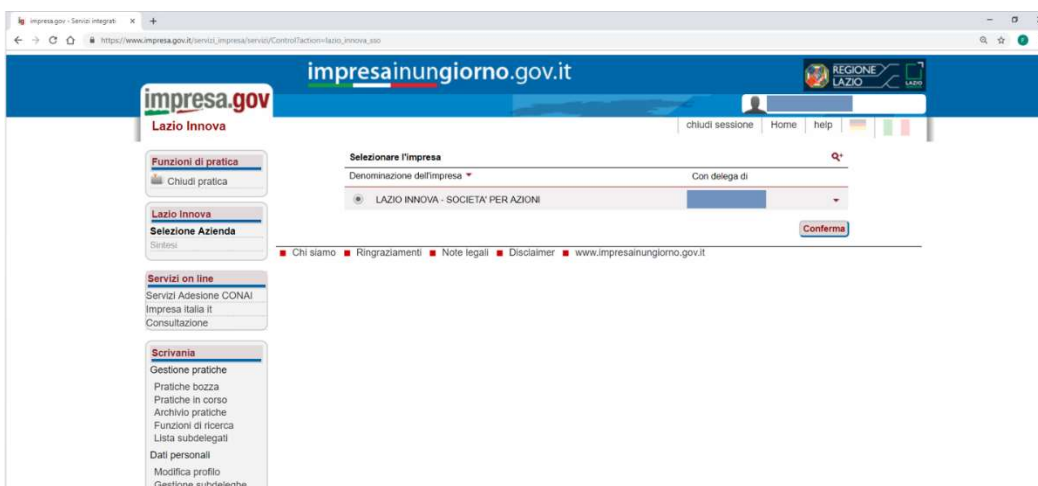 impresa.gov - Servizi integrati
https://www.impresa.gov.it/servizi_impresa/servizi/Control?action=lazio_innova_sso
impresainungiorno.gov.it
REGIONE
LAZIO
LAZIO
impresa.gov
Lazio Innova
chiudi sessione
Home
help
Funzioni di pratica
Chiudi pratica
Lazio Innova
Selezione Azienda
Sintesi
Servizi on line
Servizi Adesione CONAI
Impresa italia it
Consultazione
Scrivania
Gestione pratiche
Pratiche bozza
Pratiche in corso
Archivio pratiche
Funzioni di ricerca
Lista subdelegati
Dati personali
Modifica profilo
Gestione subdeleghe
Selezionare l'impresa
Denominazione dell'impresa
Con delega di
LAZIO INNOVA - SOCIETA' PER AZIONI
Conferma
Chi siamo
Ringraziamenti
Note legali
Disclaimer
www.impresainungiorno.gov.it